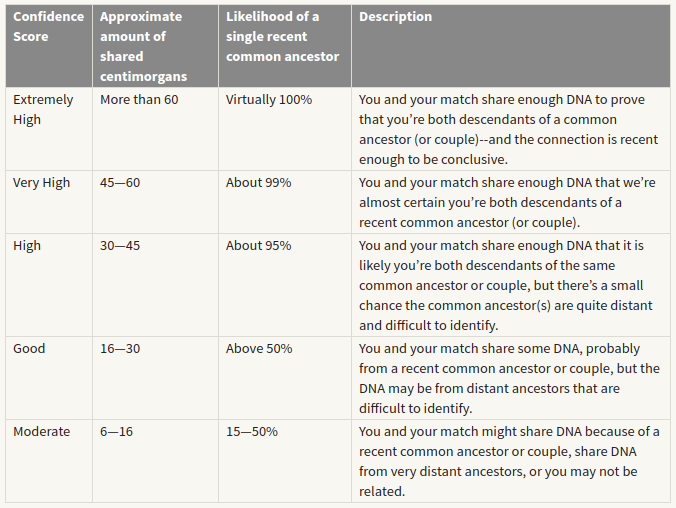 Confidence Score
Approximate amount of shared centimorgans
Likelihood of a single recent common ancestor
Description
Extremely High
More than 60
Virtually 100%
You and your match share enough DNA to prove
that you’re both descendants of a common
ancestor (or couple)--and the connection is recent
enough to be conclusive.
Very High
45—60
About 99%
You and your match share enough DNA that we’re
almost certain you’re both descendants of a
recent common ancestor (or couple).
High
30—45
About 95%
You and your match share enough DNA that it is
likely you’re both descendants of the same
common ancestor or couple, but there’s a small
chance the common ancestor(s) are quite distant
and difficult to identify.
Good
16—30
Above 50%
You and your match share some DNA, probably
from a recent common ancestor or couple, but the
DNA may be from distant ancestors that are
difficult to identify.
Moderate
6—16
15—50%
You and your match might share DNA because of a
recent common ancestor or couple, share DNA
from very distant ancestors, or you may not be
related.